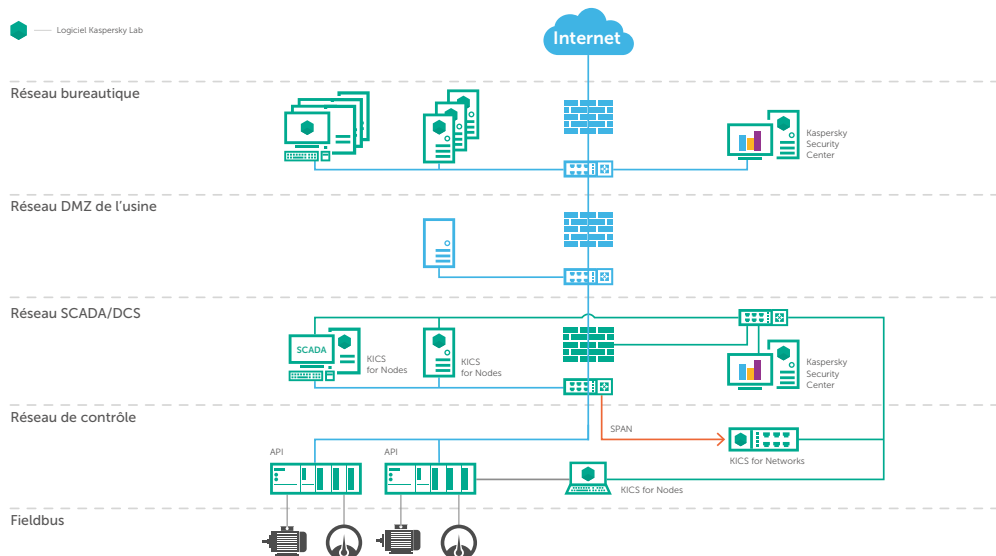 Logiciel Kaspersky Lab
Internet
Réseau bureautique
Kaspersky
Security
Center
Réseau DMZ de l'usine
Réseau SCADA/DCS
SCADA
KICS
for Nodes
KICS
for Nodes
Kaspersky
Security
Center
Réseau de contrôle
SPAN
API
API
KICS for Networks
KICS for Nodes
Fieldbus